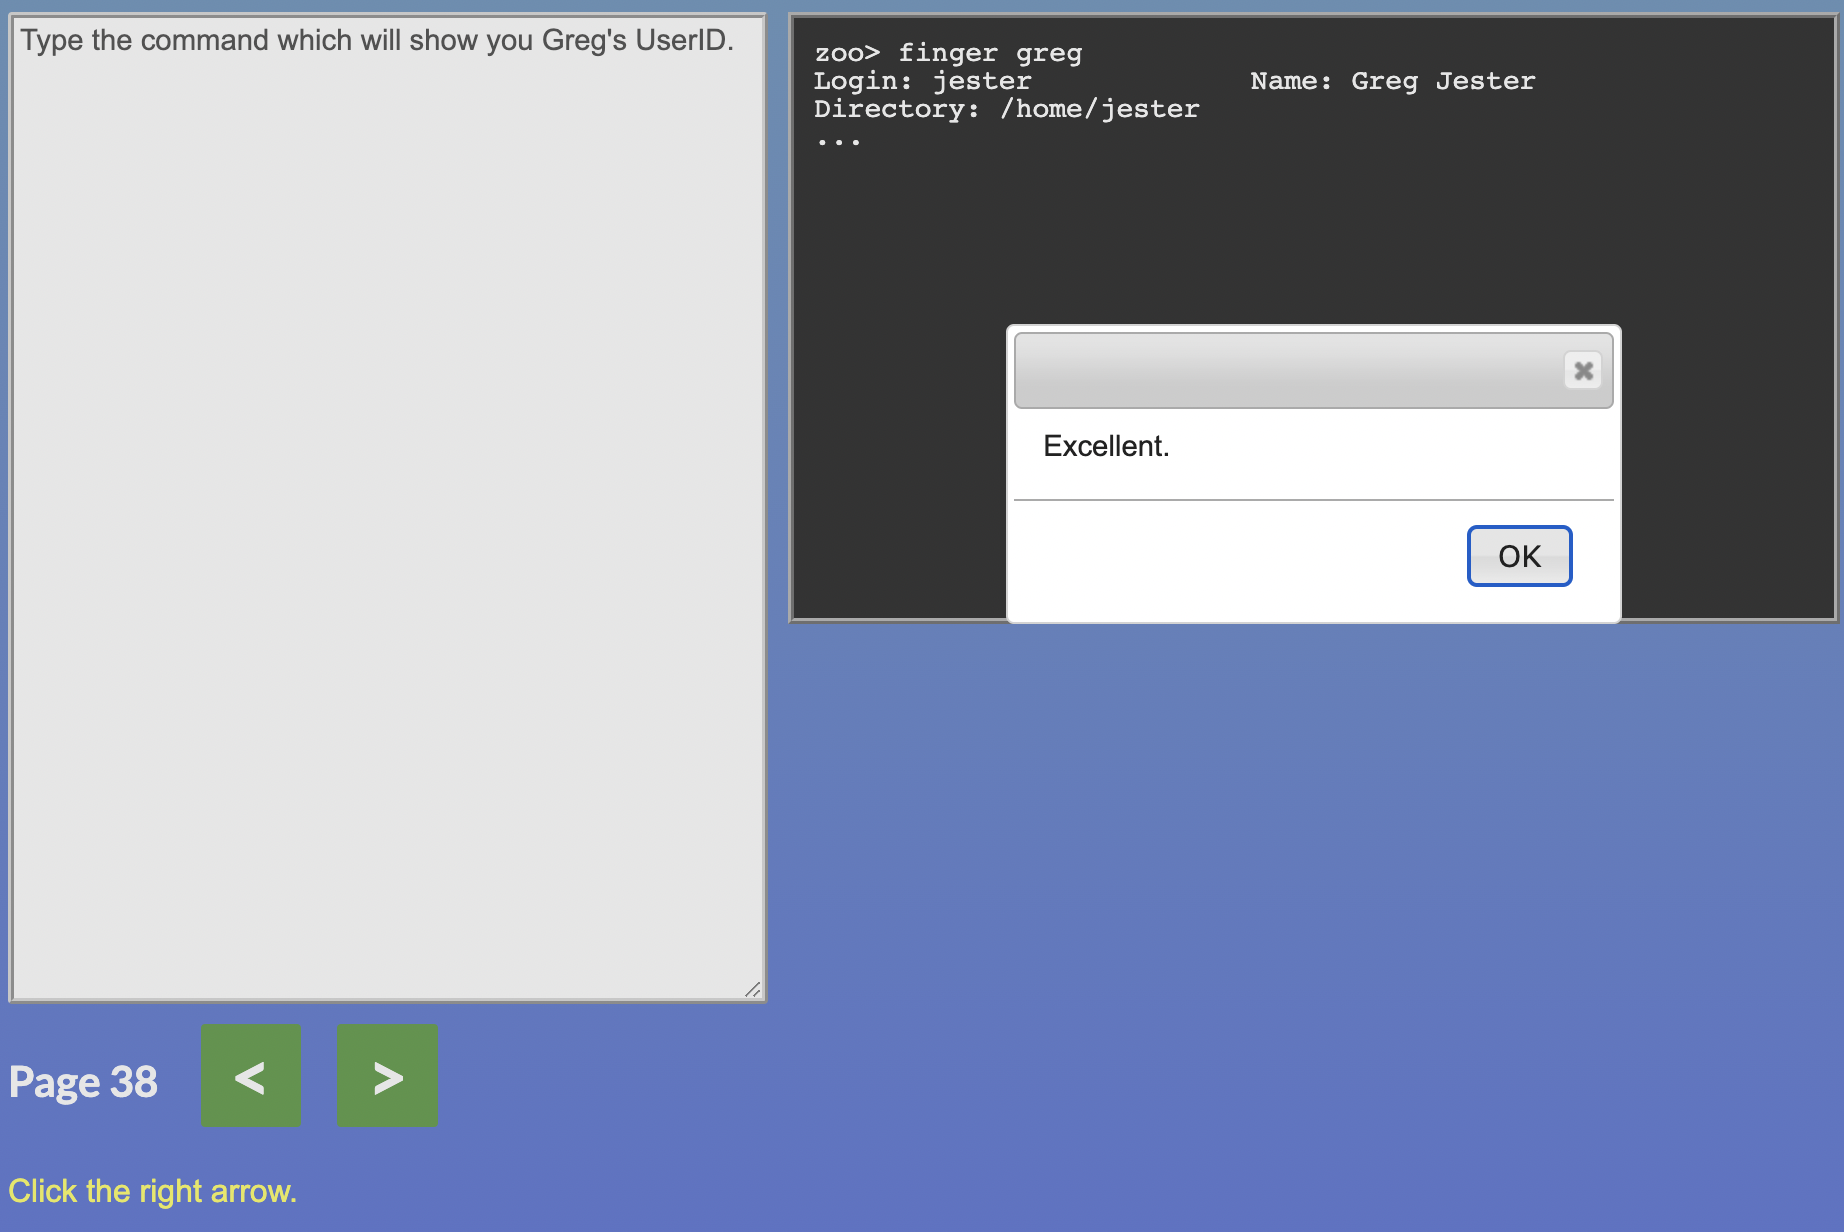 Type the command which will show you Greg's UserID.
zoo> finger greg
Login: jester Name: Greg Jester
Directory: /home/jester
...
Excellent.
OK
Page 38 < >
Click the right arrow.